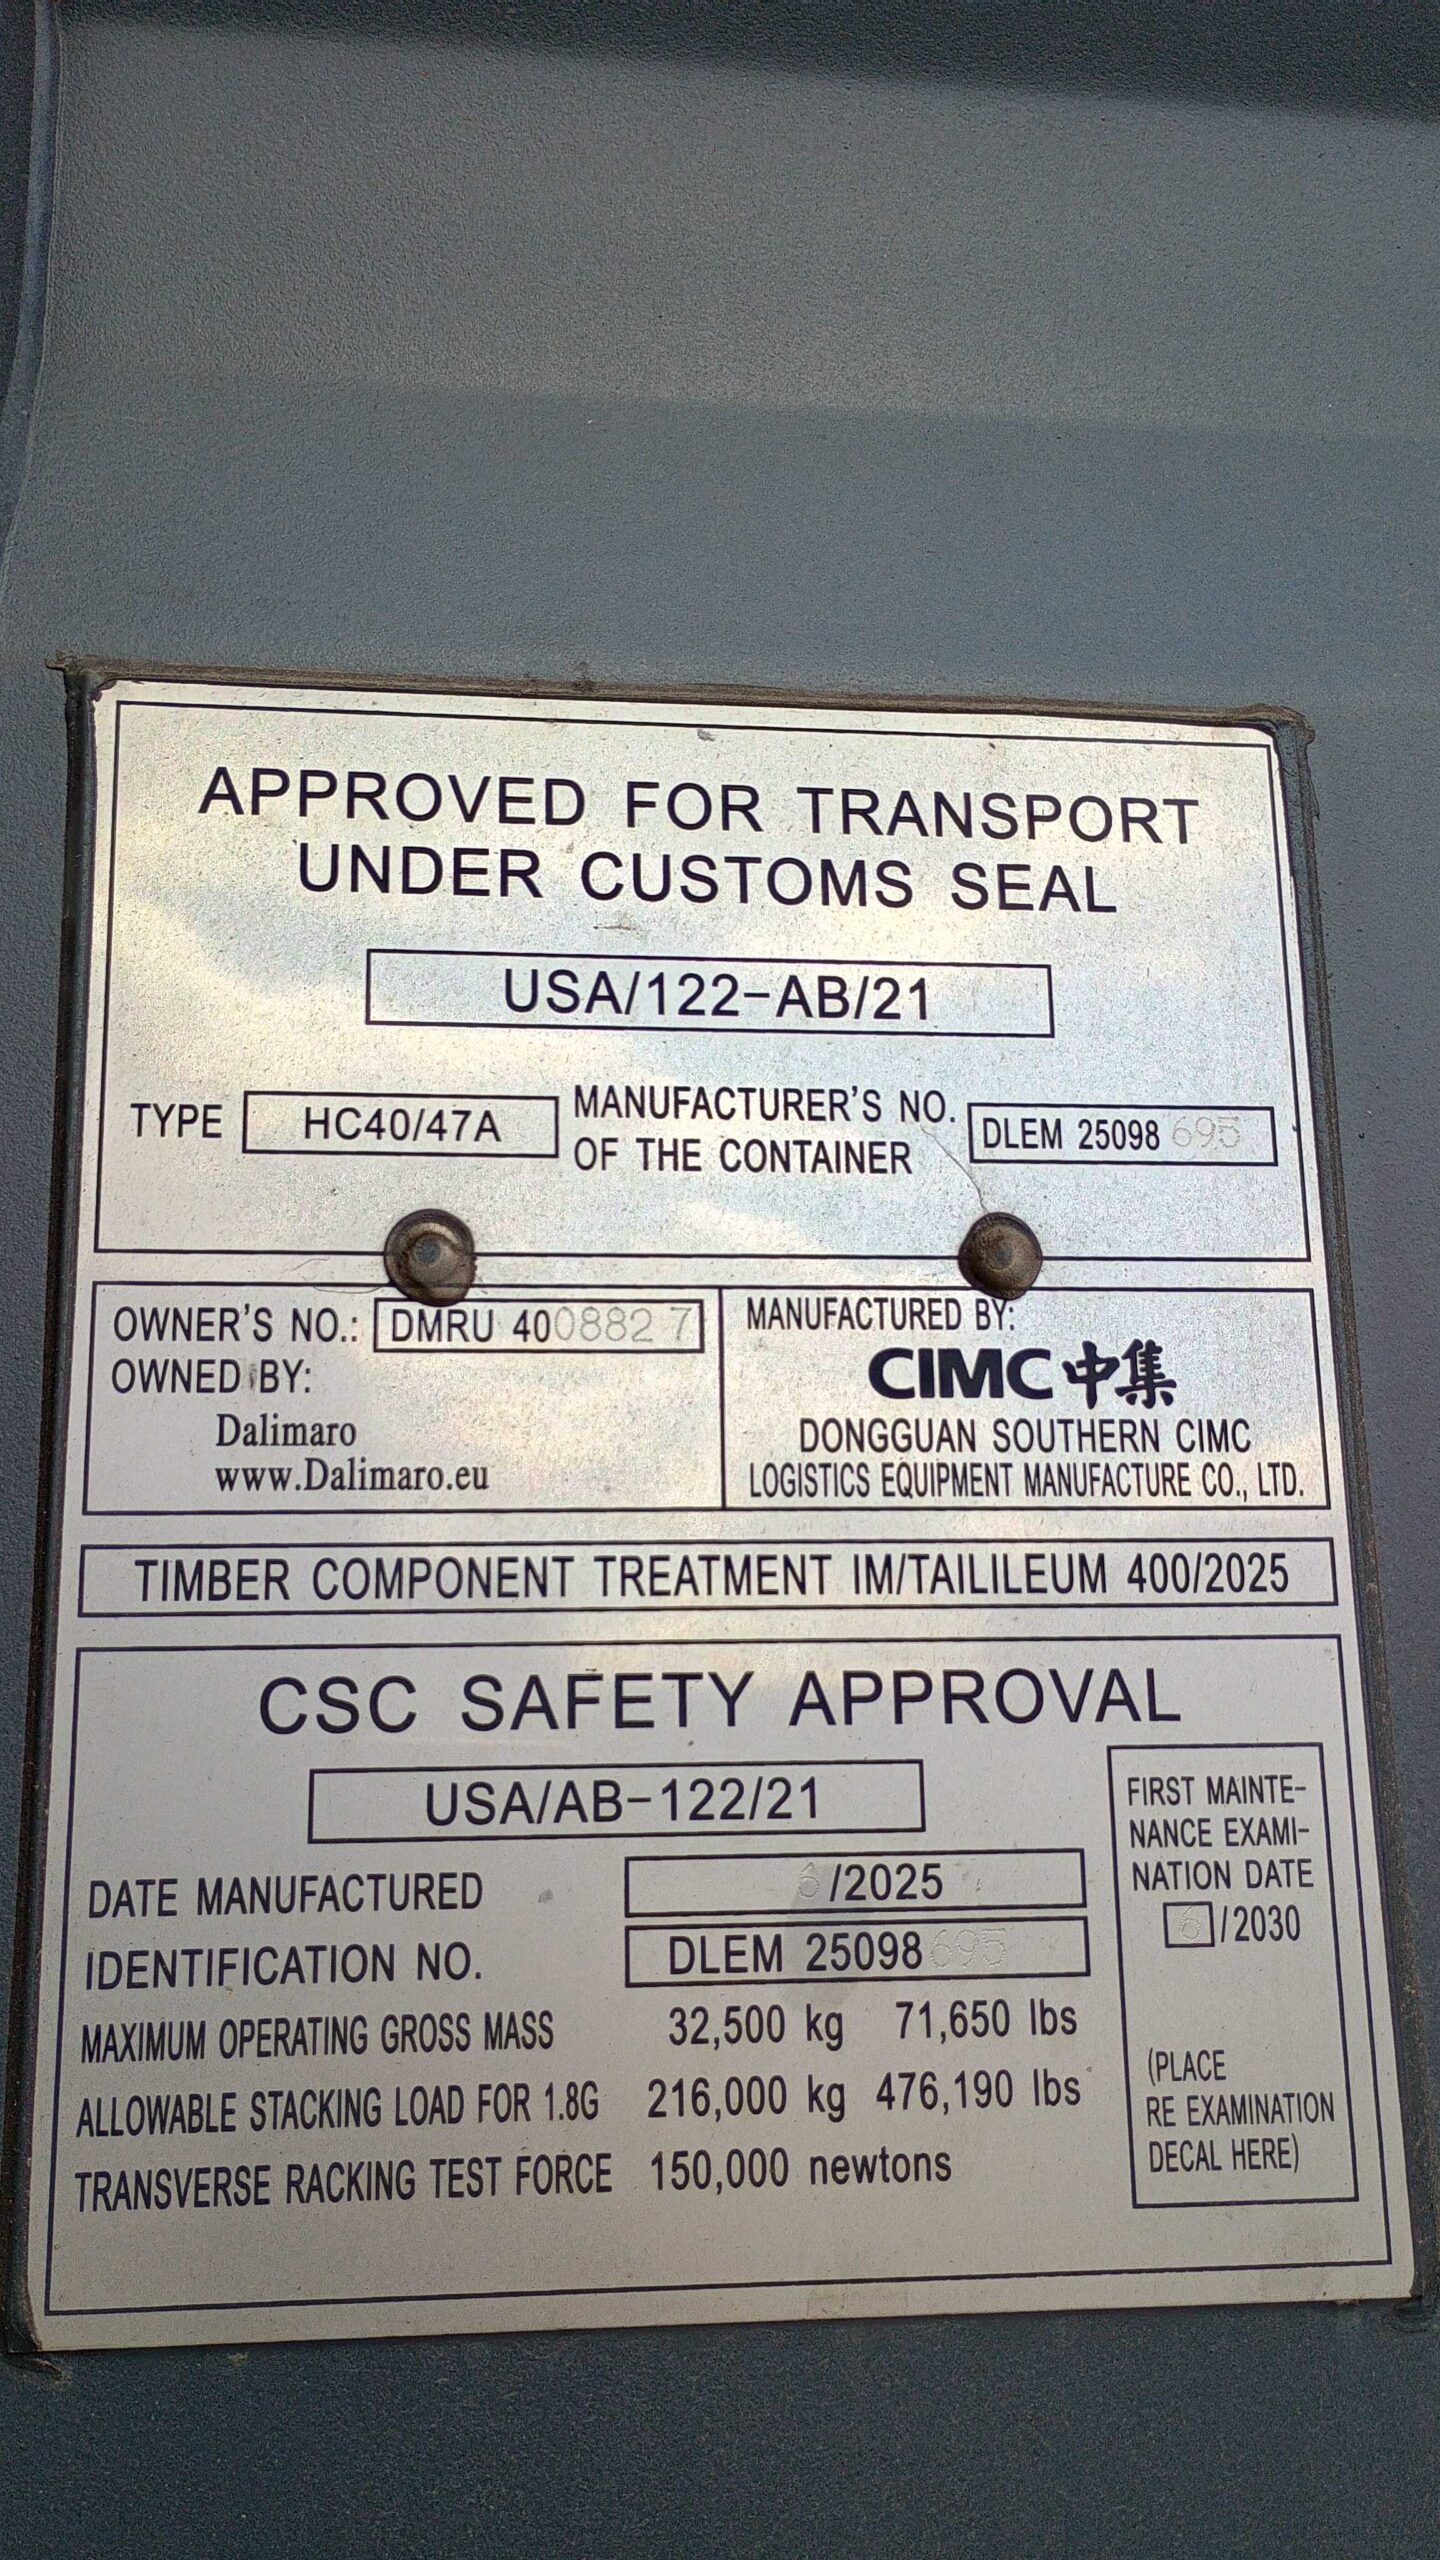 APPROVED FOR TRANSPORT
UNDER CUSTOMS SEAL
USA/122-AB/21
TYPE HC40/47A MANUFACTURER'S NO. OF THE CONTAINER DLEM 25098 695
OWNER'S NO.: DMRU 400882 7
OWNED BY:
Dalimaro
www.Dalimaro.eu
MANUFACTURED BY:
CIMC 中集
DONGGUAN SOUTHERN CIMC
LOGISTICS EQUIPMENT MANUFACTURE CO., LTD.
TIMBER COMPONENT TREATMENT IM/TAILILEUM 400/2025
CSC SAFETY APPROVAL
USA/AB-122/21
DATE MANUFACTURED 6/2025
IDENTIFICATION NO. DLEM 25098 695
MAXIMUM OPERATING GROSS MASS 32,500 kg 71,650 lbs
ALLOWABLE STACKING LOAD FOR 1.8G 216,000 kg 476,190 lbs
TRANSVERSE RACKING TEST FORCE 150,000 newtons
FIRST MAINTE-
NANCE EXAMI-
NATION DATE
6/2030
(PLACE
RE EXAMINATION
DECAL HERE)